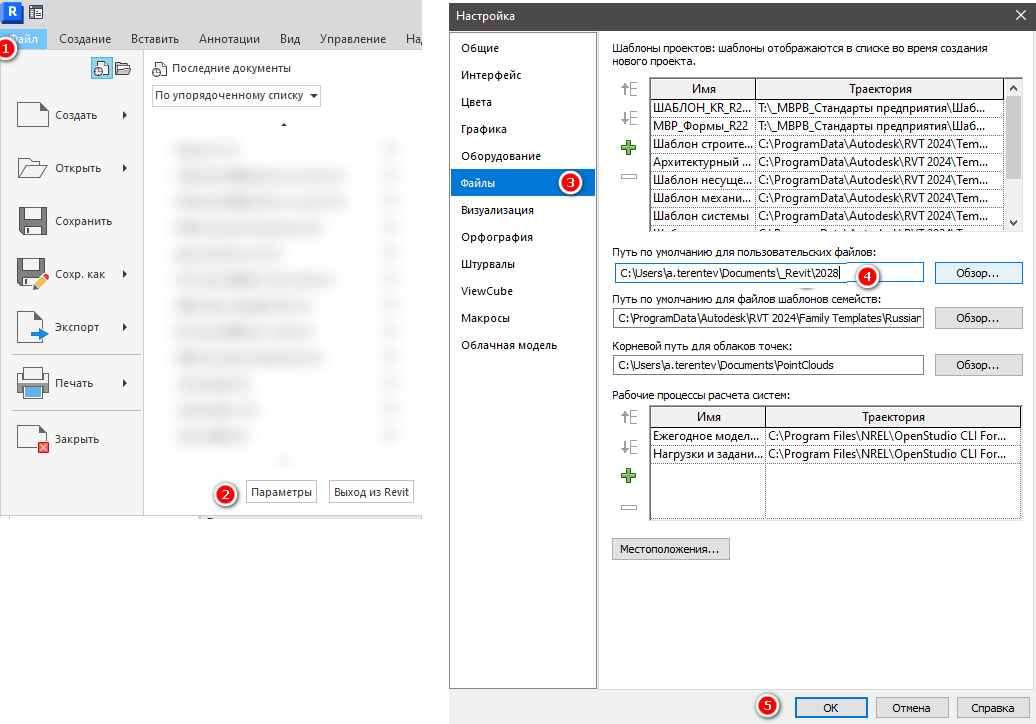 R
Файл
Создание
Вставить
Аннотации
Вид
Управление
На
1
Последние документы
По упорядоченному списку
Создать
Открыть
Сохранить
Сохр. как
Экспорт
Печать
Закрыть
2
Параметры
Выход из Revit
Настройка
Общие
Интерфейс
Цвета
Графика
Оборудование
Файлы
3
Визуализация
Орфография
Штурвалы
ViewCube
Макросы
Облачная модель
Шаблоны проектов: шаблоны отображаются в списке во время создания
нового проекта.
Имя Траектория
ШАБЛОН_KR_R2... T:\_MBPB_Стандарты предприятия\Шаб...
МВР_Формы_R22 T:\_MBPB_Стандарты предприятия\Шаб...
Шаблон строите... C:\ProgramData\Autodesk\RVT 2024\Tem...
Архитектурный ... C:\ProgramData\Autodesk\RVT 2024\Tem...
Шаблон несуще... C:\ProgramData\Autodesk\RVT 2024\Tem...
Шаблон механи... C:\ProgramData\Autodesk\RVT 2024\Tem...
Шаблон системы C:\ProgramData\Autodesk\RVT 2024\Tem...
Путь по умолчанию для пользовательских файлов:
C:\Users\a.terentev\Documents\_Revit\2028
4
Обзор...
Путь по умолчанию для файлов шаблонов семейств:
C:\ProgramData\Autodesk\RVT 2024\Family Templates\Russian
Обзор...
Корневой путь для облаков точек:
C:\Users\a.terentev\Documents\PointClouds
Обзор...
Рабочие процессы расчета систем:
Имя Траектория
Ежегодное модел... C:\Program Files\NREL\OpenStudio CLI For...
Нагрузки и задани... C:\Program Files\NREL\OpenStudio CLI For...
Местоположения...
5
OK
Отмена
Справка